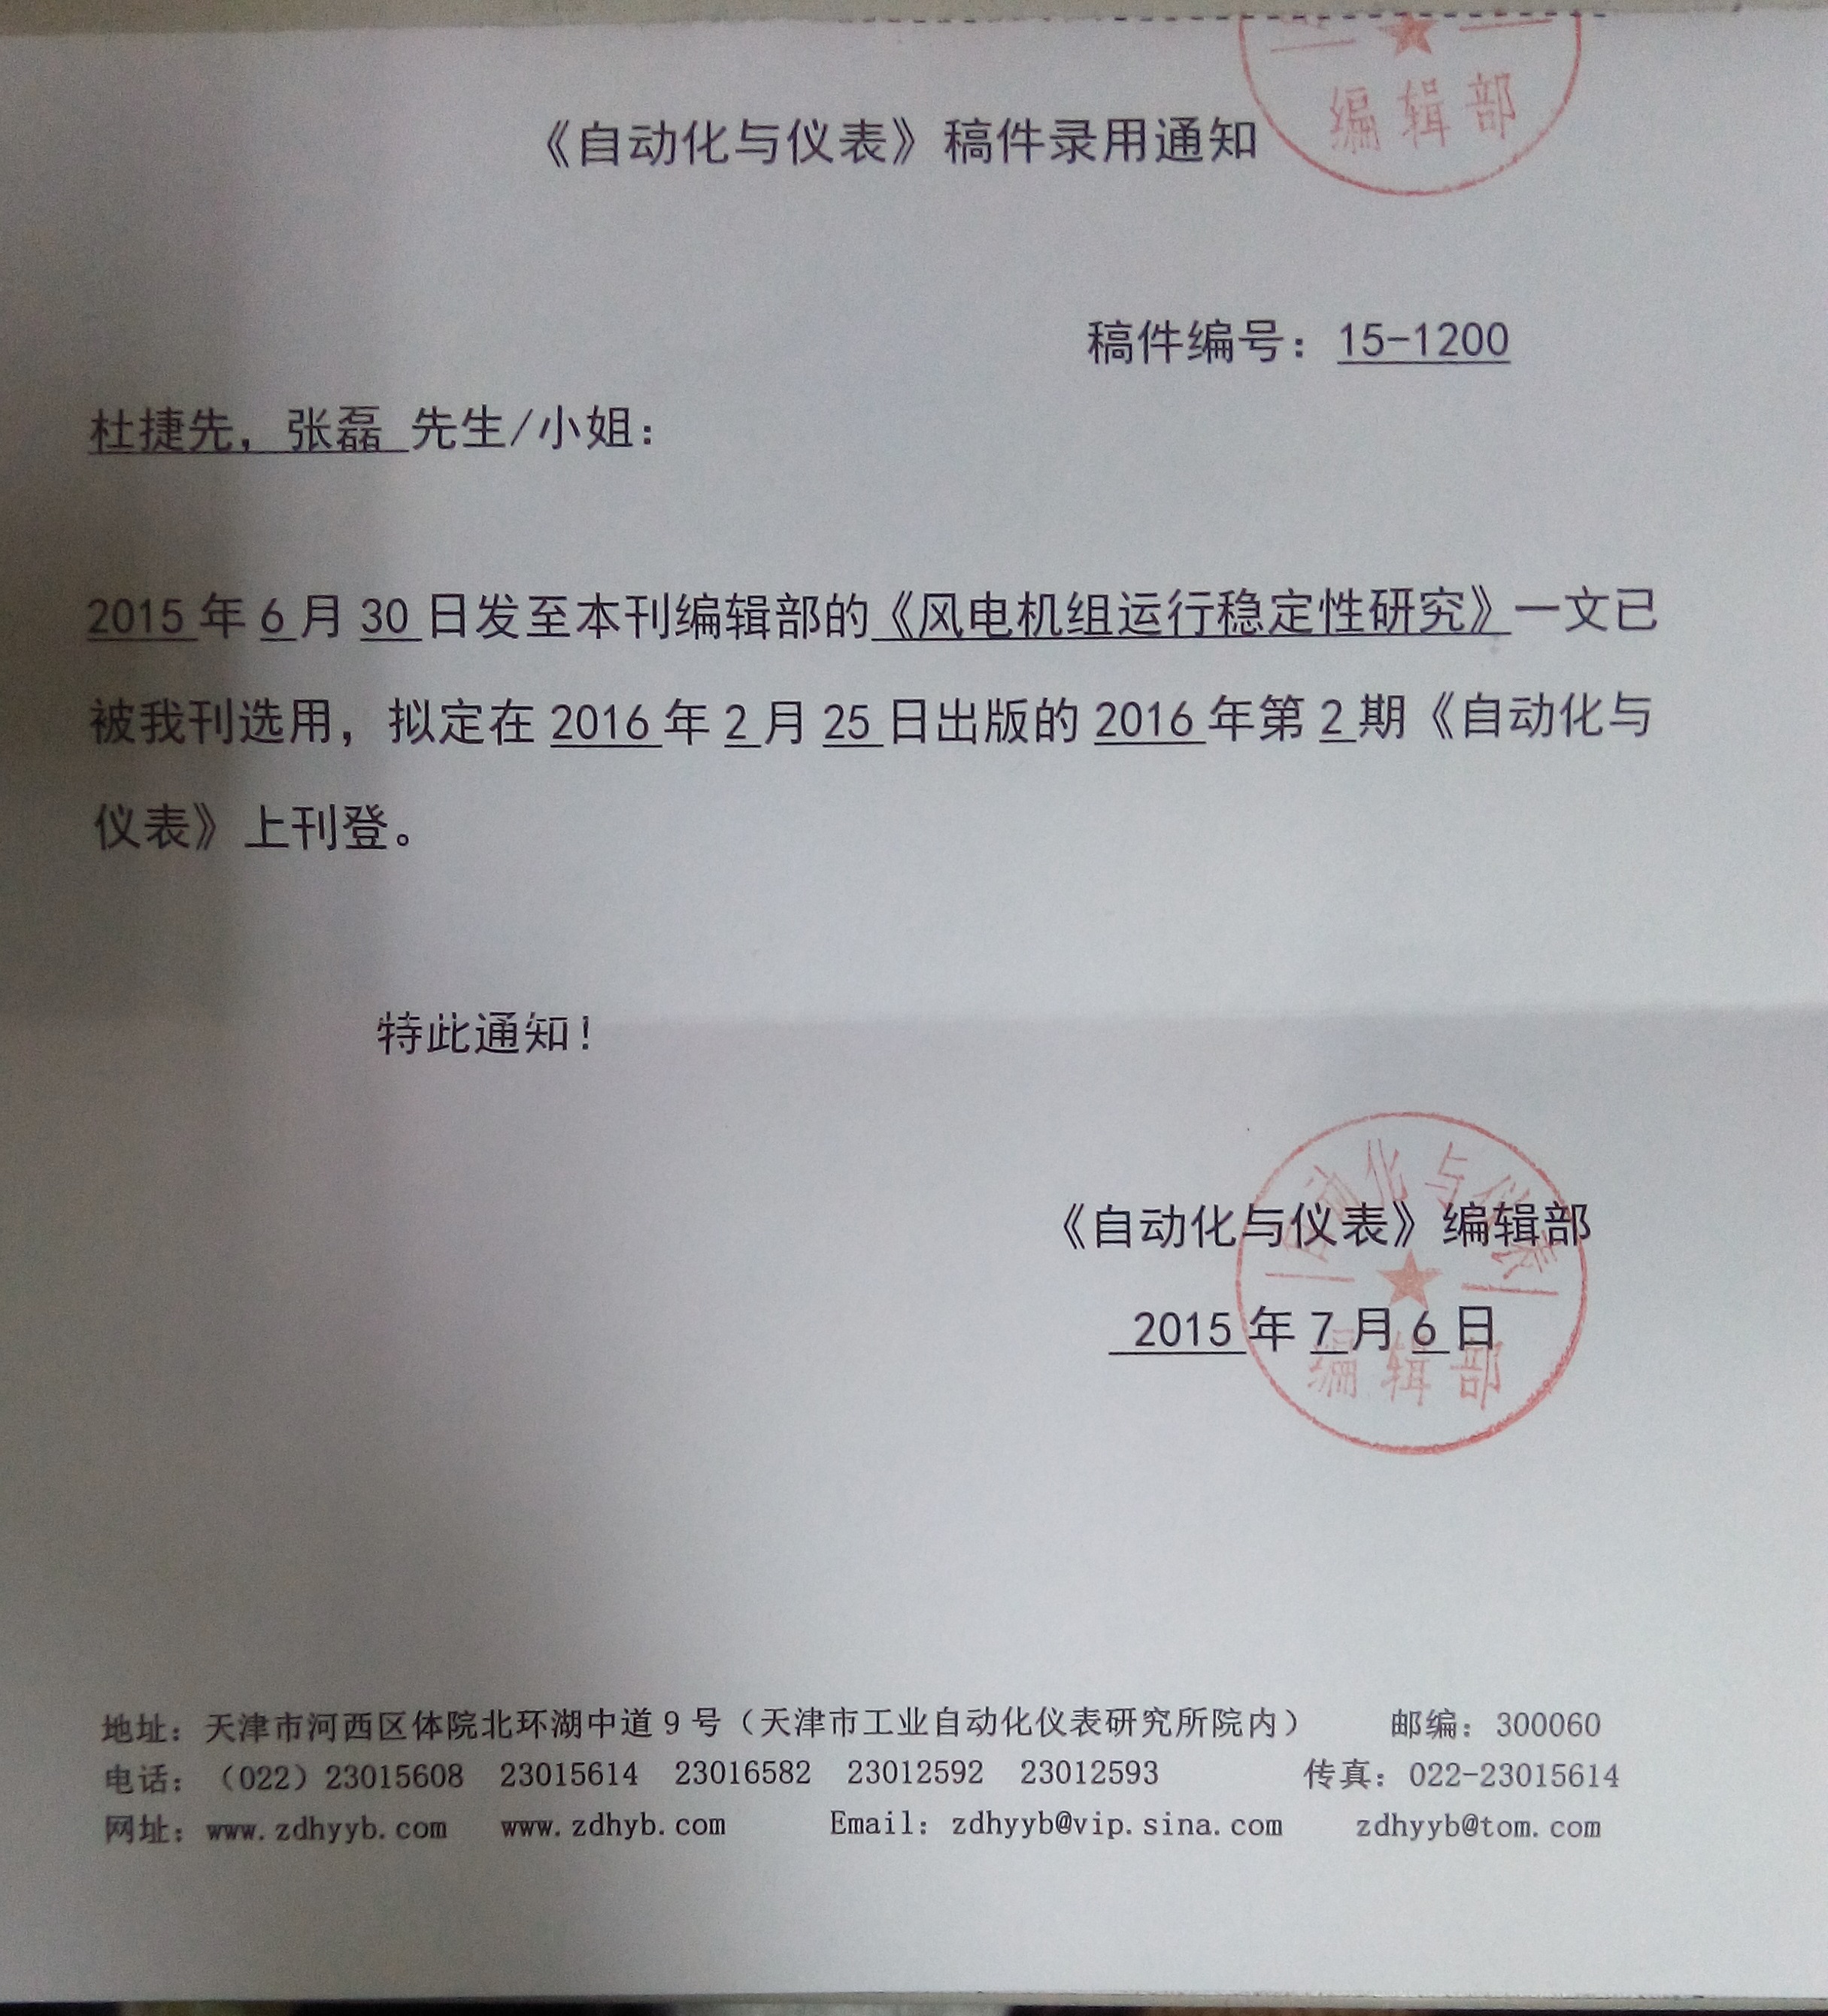 编辑部
《自动化与仪表》稿件录用通知
稿件编号：15-1200
杜捷先，张磊 先生/小姐：
2015 年 6 月 30 日发至本刊编辑部的《风电机组运行稳定性研究》一文已
被我刊选用，拟定在 2016 年 2 月 25 日出版的 2016 年第 2 期《自动化与
仪表》上刊登。
特此通知！
自动化与仪表
《自动化与仪表》编辑部
2015 年 7 月 6 日
编辑部
地址：天津市河西区体院北环湖中道 9 号（天津市工业自动化仪表研究所院内） 邮编：300060
电话：（022）23015608 23015614 23016582 23012592 23012593 传真：022-23015614
网址：www.zdhyyb.com www.zdhyb.com Email：zdhyyb@vip.sina.com zdhyyb@tom.com